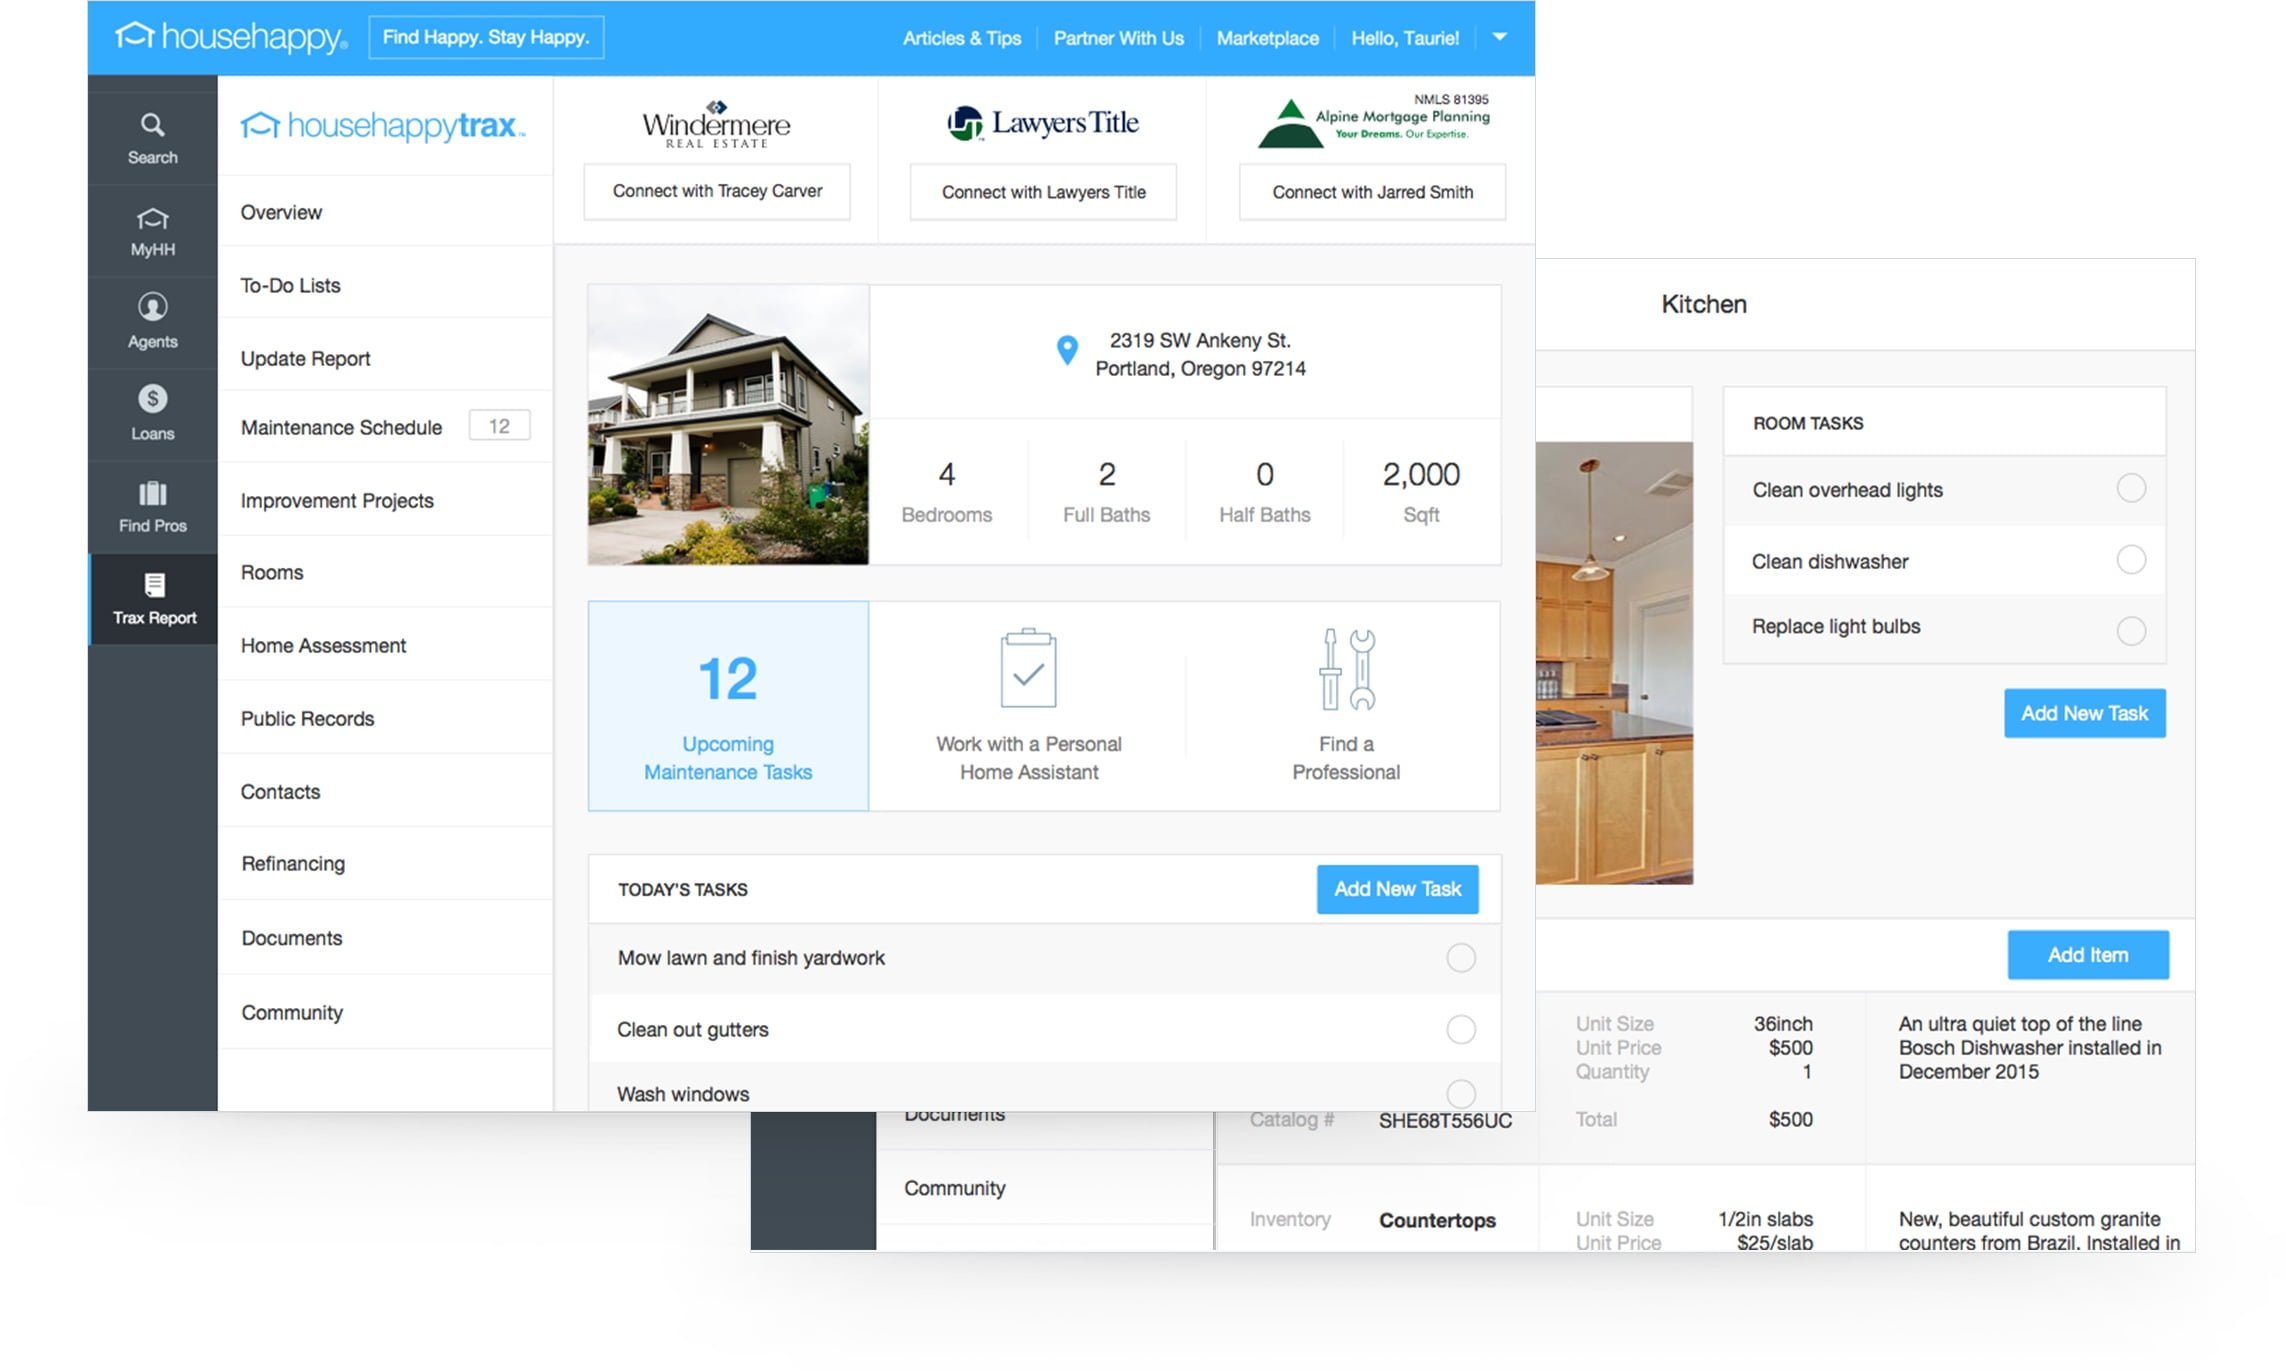 househappy®
Find Happy. Stay Happy.
Articles & Tips
Partner With Us
Marketplace
Hello, Taurie!
Search
MyHH
Agents
Loans
Find Pros
Trax Report
househappytrax™
Overview
To-Do Lists
Update Report
Maintenance Schedule 12
Improvement Projects
Rooms
Home Assessment
Public Records
Contacts
Refinancing
Documents
Community
Windermere
REAL ESTATE
Connect with Tracey Carver
LT
Lawyers Title
Connect with Lawyers Title
NMLS 81395
Alpine Mortgage Planning
Your Dreams. Our Expertise.
Connect with Jarred Smith
2319 SW Ankeny St.
Portland, Oregon 97214
4
Bedrooms
2
Full Baths
0
Half Baths
2,000
Sqft
12
Upcoming
Maintenance Tasks
Work with a Personal
Home Assistant
Find a
Professional
TODAY'S TASKS
Add New Task
Mow lawn and finish yardwork
Clean out gutters
Wash windows
Kitchen
ROOM TASKS
Clean overhead lights
Clean dishwasher
Replace light bulbs
Add New Task
Add Item
Unit Size 36inch
Unit Price $500
Quantity 1
Total $500
An ultra quiet top of the line
Bosch Dishwasher installed in
December 2015
Documents
Community
Catalog # SHE68T556UC
Inventory Countertops
Unit Size 1/2in slabs
Unit Price $25/slab
New, beautiful custom granite
counters from Brazil. Installed in